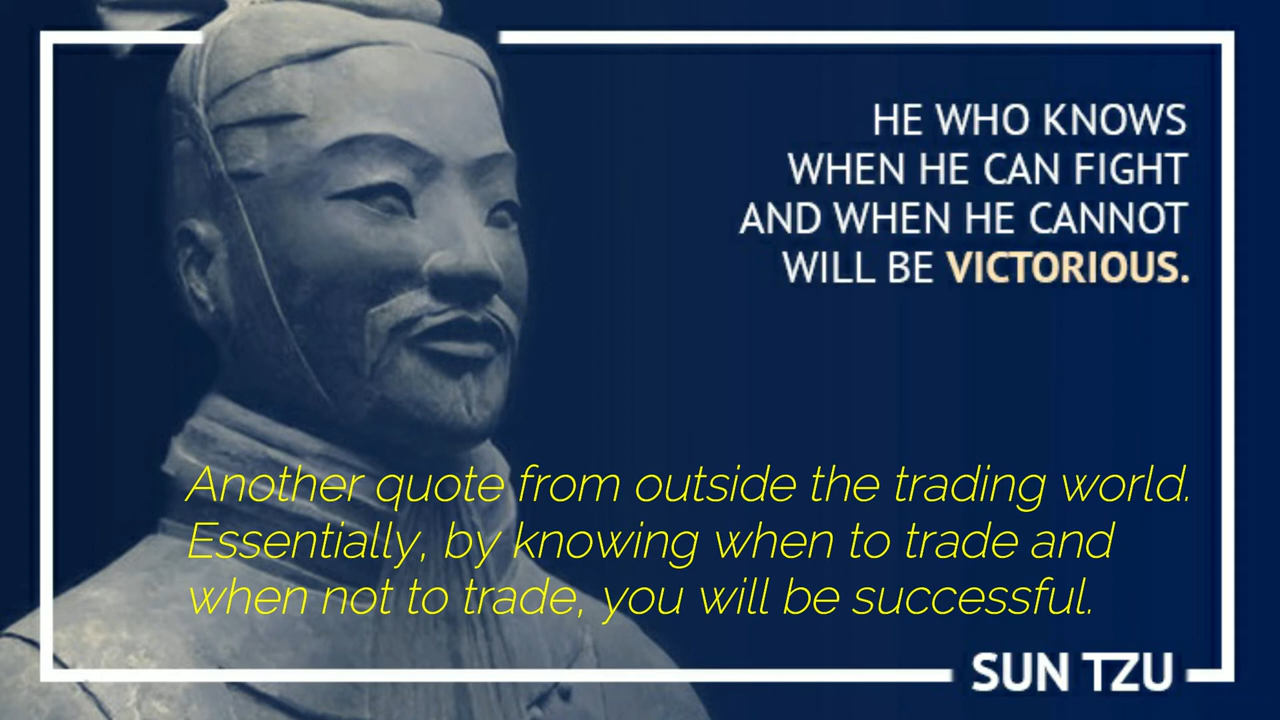 HE WHO KNOWS
WHEN HE CAN FIGHT
AND WHEN HE CANNOT
WILL BE VICTORIOUS.
Another quote from outside the trading world.
Essentially, by knowing when to trade and
when not to trade, you will be successful.
SUN TZU